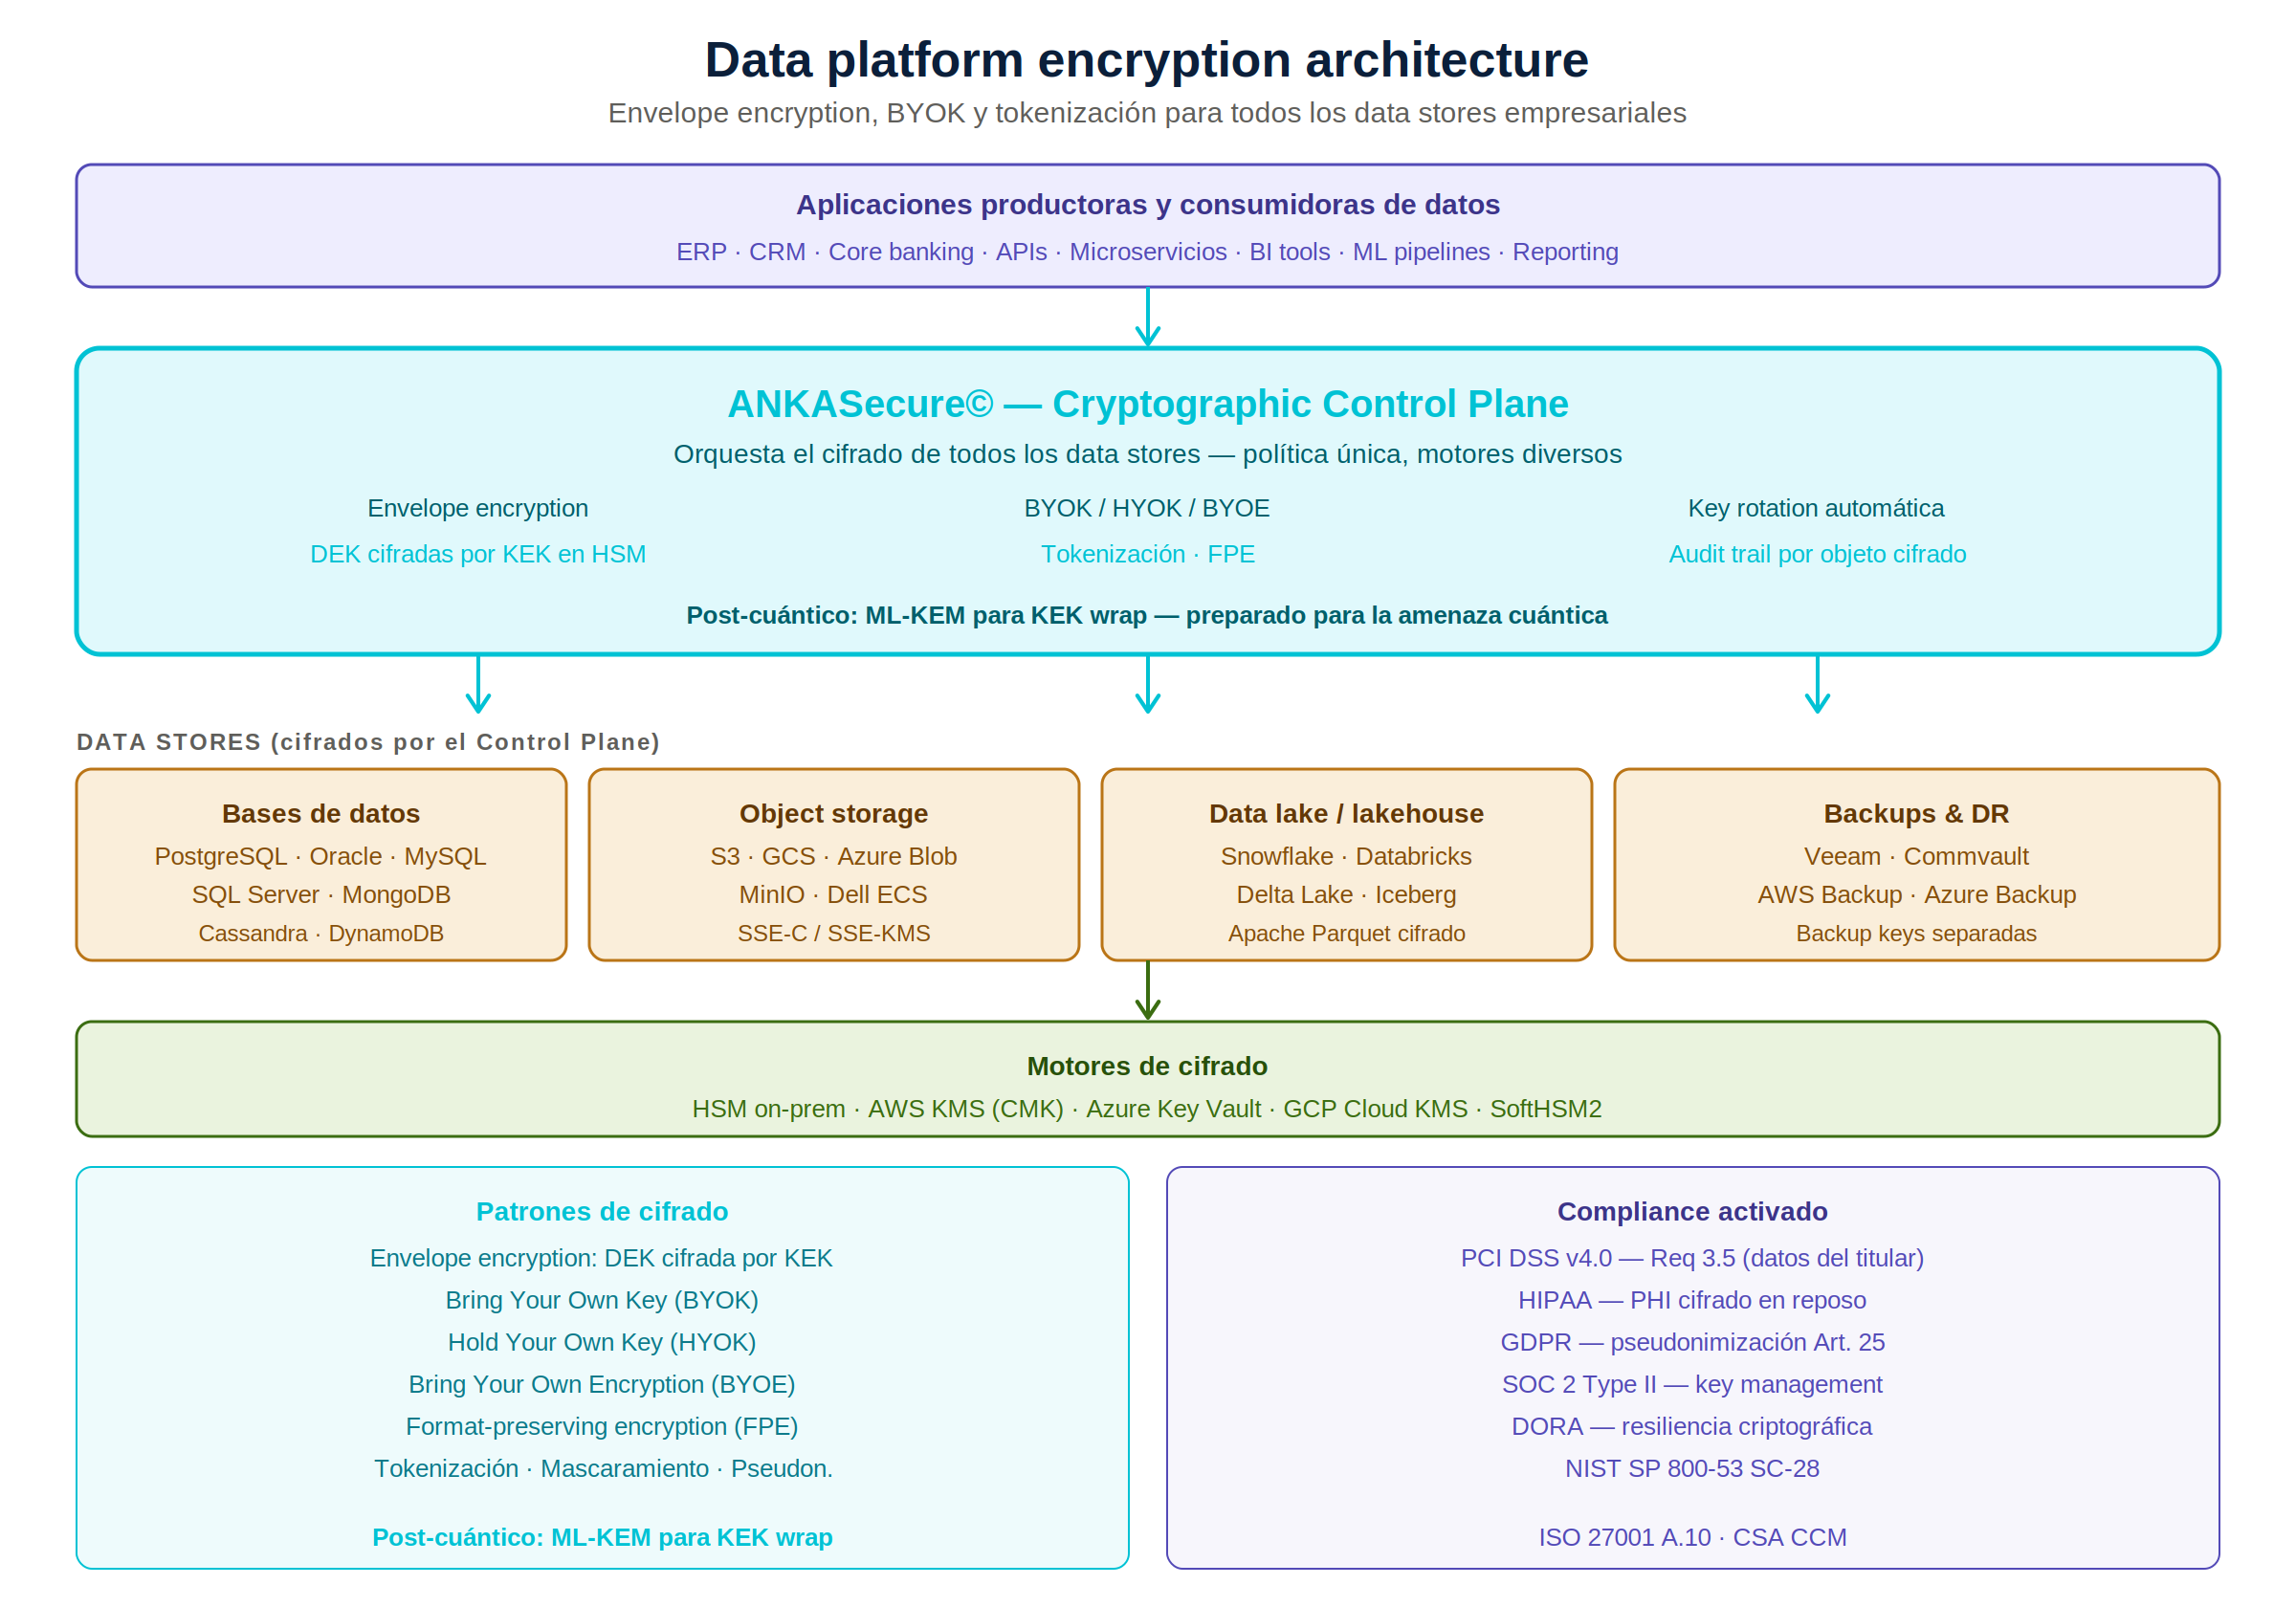 Data platform encryption architecture
Envelope encryption, BYOK y tokenización para todos los data stores empresariales
Aplicaciones productoras y consumidoras de datos
ERP · CRM · Core banking · APIs · Microservicios · BI tools · ML pipelines · Reporting
ANKASecure© — Cryptographic Control Plane
Orquesta el cifrado de todos los data stores — política única, motores diversos
Envelope encryption
DEK cifradas por KEK en HSM
BYOK / HYOK / BYOE
Tokenización · FPE
Key rotation automática
Audit trail por objeto cifrado
Post-cuántico: ML-KEM para KEK wrap — preparado para la amenaza cuántica
DATA STORES (cifrados por el Control Plane)
Bases de datos
PostgreSQL · Oracle · MySQL
SQL Server · MongoDB
Cassandra · DynamoDB
Object storage
S3 · GCS · Azure Blob
MinIO · Dell ECS
SSE-C / SSE-KMS
Data lake / lakehouse
Snowflake · Databricks
Delta Lake · Iceberg
Apache Parquet cifrado
Backups & DR
Veeam · Commvault
AWS Backup · Azure Backup
Backup keys separadas
Motores de cifrado
HSM on-prem · AWS KMS (CMK) · Azure Key Vault · GCP Cloud KMS · SoftHSM2
Patrones de cifrado
Envelope encryption: DEK cifrada por KEK
Bring Your Own Key (BYOK)
Hold Your Own Key (HYOK)
Bring Your Own Encryption (BYOE)
Format-preserving encryption (FPE)
Tokenización · Mascaramiento · Pseudon.
Post-cuántico: ML-KEM para KEK wrap
Compliance activado
PCI DSS v4.0 — Req 3.5 (datos del titular)
HIPAA — PHI cifrado en reposo
GDPR — pseudonimización Art. 25
SOC 2 Type II — key management
DORA — resiliencia criptográfica
NIST SP 800-53 SC-28
ISO 27001 A.10 · CSA CCM